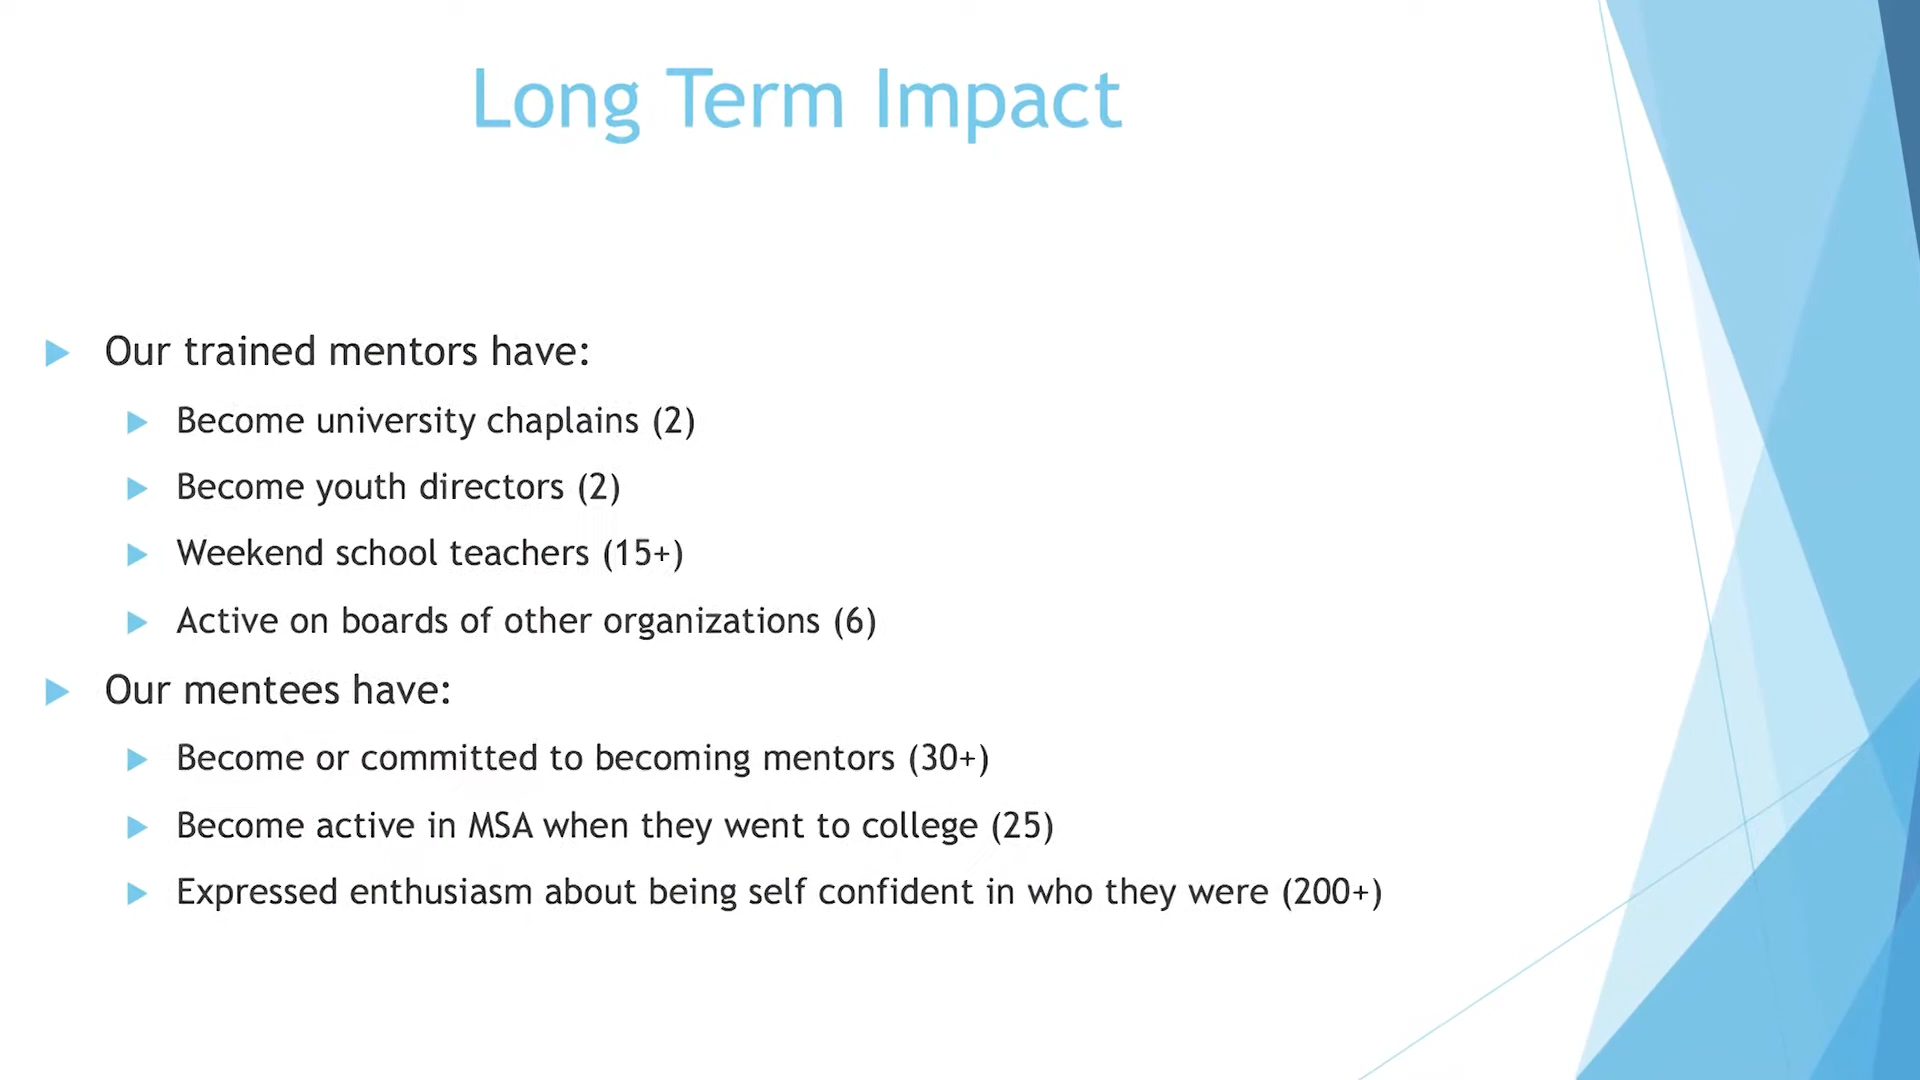 Long Term Impact
Our trained mentors have:
Become university chaplains (2)
Become youth directors (2)
Weekend school teachers (15+)
Active on boards of other organizations (6)
Our mentees have:
Become or committed to becoming mentors (30+)
Become active in MSA when they went to college (25)
Expressed enthusiasm about being self confident in who they were (200+)